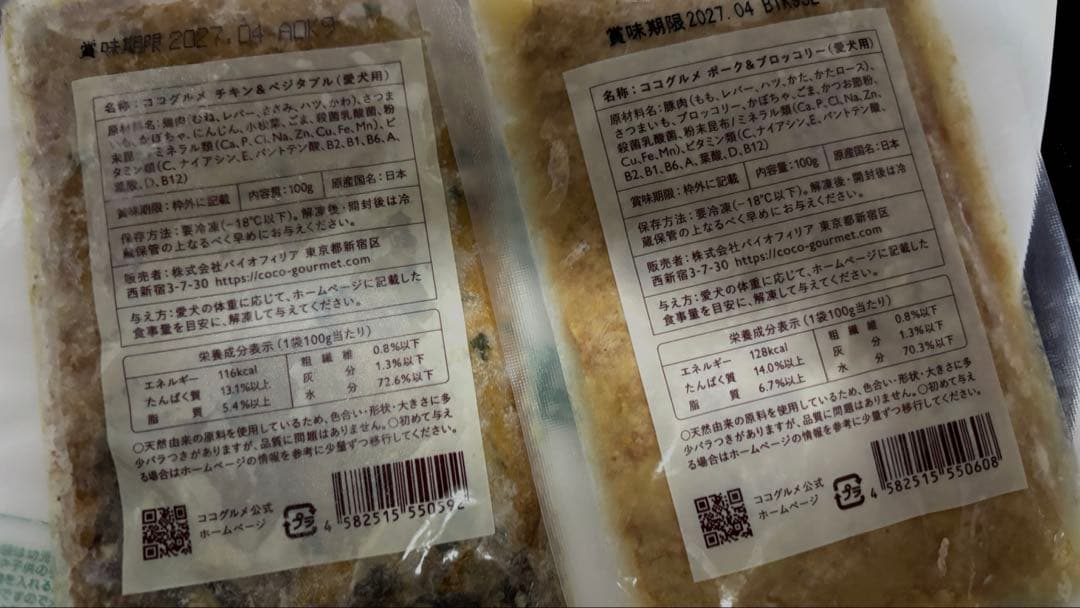 賞味期限 2027.04 A0K9
名称：ココグルメ チキン＆ベジタブル（愛犬用）
原材料名：鶏肉（むね、レバー、ささみ、ハツ、かわ）、さつま
いも、かぼちゃ、にんじん、小松菜、ごま、殺菌乳酸菌、粉
末昆布／ミネラル類（Ca,P,Cl,Na,Zn,Cu,Fe,Mn）、ビ
タミン類（C、ナイアシン、E、パントテン酸、B2、B1、B6、A、
葉酸、D、B12）
賞味期限：枠外に記載 内容量：100g 原産国名：日本
保存方法：要冷凍（−18℃以下）。解凍後・開封後は冷
蔵保管の上なるべく早めにお与えください。
販売者：株式会社バイオフィリア 東京都新宿区
西新宿3-7-30 https://coco-gourmet.com
与え方：愛犬の体重に応じて、ホームページに記載した
食事量を目安に、解凍して与えてください。
栄養成分表示（1袋100g当たり）
エネルギー 116kcal 粗繊維 0.8%以下
たんぱく質 13.1%以上 灰分 1.3%以下
脂質 5.4%以上 水分 72.6%以下
○天然由来の原料を使用しているため、色合い・形状・大きさに多
少バラつきがありますが、品質に問題はありません。○初めて与え
る場合はホームページの情報を参考に少量ずつ移行してください。
ココグルメ公式
ホームページ
プラ
4 582515 550592
賞味期限 2027.04
名称：ココグルメ ポーク＆ブロッコリー（愛犬用）
原材料名：豚肉（もも、レバー、ハツ、かた、かたロース）、
さつまいも、ブロッコリー、かぼちゃ、ごま、かつお節粉、
殺菌乳酸菌、粉末昆布／ミネラル類（Ca,P,Cl,Na,Zn,
Cu,Fe,Mn）、ビタミン類（C、ナイアシン、E、パントテン酸、
B2、B1、B6、A、葉酸、D、B12）
賞味期限：枠外に記載 内容量：100g 原産国名：日本
保存方法：要冷凍（−18℃以下）。解凍後・開封後は冷
蔵保管の上なるべく早めにお与えください。
販売者：株式会社バイオフィリア 東京都新宿区
西新宿3-7-30 https://coco-gourmet.com
与え方：愛犬の体重に応じて、ホームページに記載した
食事量を目安に、解凍して与えてください。
栄養成分表示（1袋100g当たり）
エネルギー 128kcal 粗繊維 0.8%以下
たんぱく質 14.0%以上 灰分 1.3%以下
脂質 6.7%以上 水分 70.3%以下
○天然由来の原料を使用しているため、色合い・形状・大きさに多
少バラつきがありますが、品質に問題はありません。○初めて与え
る場合はホームページの情報を参考に少量ずつ移行してください。
ココグルメ公式
ホームページ
プラ
4 582515 550608